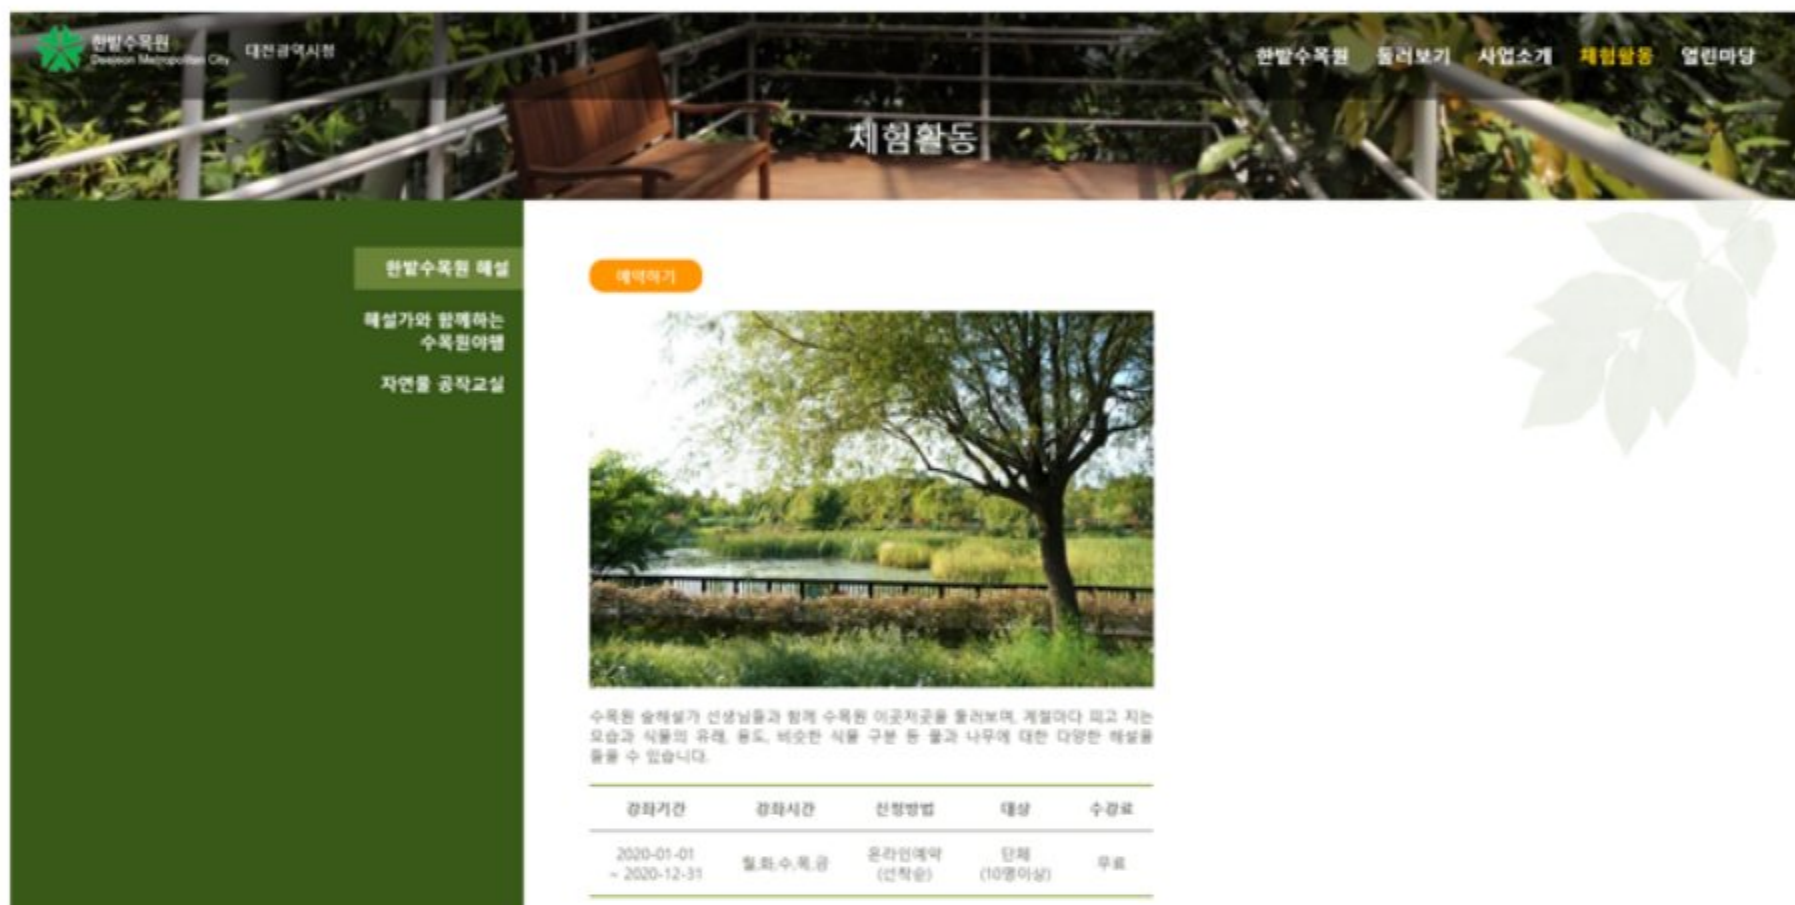 한밭수목원
Daejeon Metropolitan City
대전광역시청
한밭수목원 둘러보기 사업소개 체험활동 열린마당
체험활동
한밭수목원 해설
해설가와 함께하는
수목원야행
자연물 공작교실
예약하기
수목원 숲해설가 선생님들과 함께 수목원 이곳저곳을 둘러보며, 계절마다 피고 지는
모습과 식물의 유래, 용도, 비슷한 식물 구분 등 풀과 나무에 대한 다양한 해설을
들을 수 있습니다.
강좌기간 강좌시간 신청방법 대상 수강료
2020-01-01
~ 2020-12-31
월,화,수,목,금
온라인예약
(선착순)
단체
(10명이상)
무료